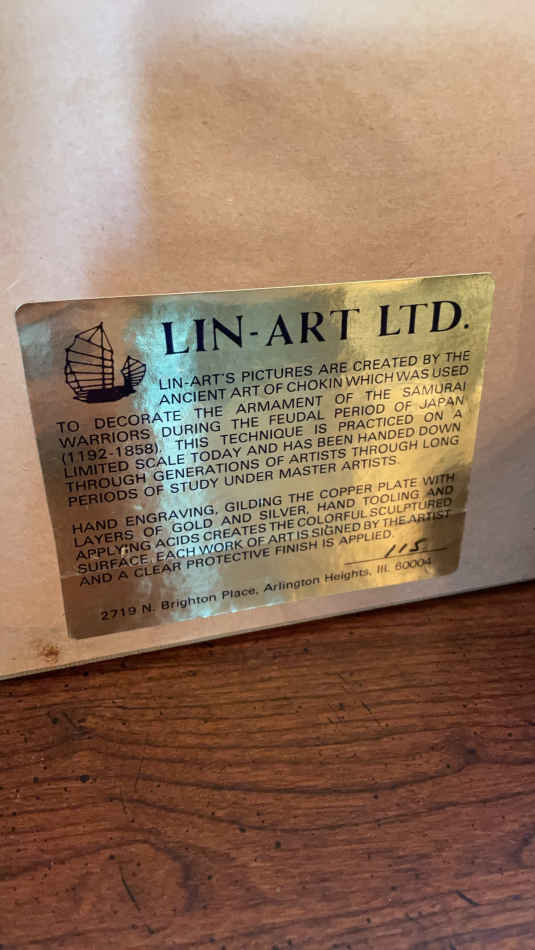 LIN-ART LTD.
LIN-ART'S PICTURES ARE CREATED BY THE
ANCIENT ART OF CHOKIN WHICH WAS USED
TO DECORATE THE ARMAMENT OF THE SAMURAI
WARRIORS DURING THE FEUDAL PERIOD OF JAPAN
(1192-1858). THIS TECHNIQUE IS PRACTICED ON A
LIMITED SCALE TODAY AND HAS BEEN HANDED DOWN
THROUGH GENERATIONS OF ARTISTS THROUGH LONG
PERIODS OF STUDY UNDER MASTER ARTISTS.
HAND ENGRAVING, GILDING THE COPPER PLATE WITH
LAYERS OF GOLD AND SILVER, HAND TOOLING AND
APPLYING ACIDS CREATES THE COLORFUL SCULPTURED
SURFACE. EACH WORK OF ART IS SIGNED BY THE ARTIST
AND A CLEAR PROTECTIVE FINISH IS APPLIED.
115
2719 N. Brighton Place, Arlington Heights, Ill. 60004